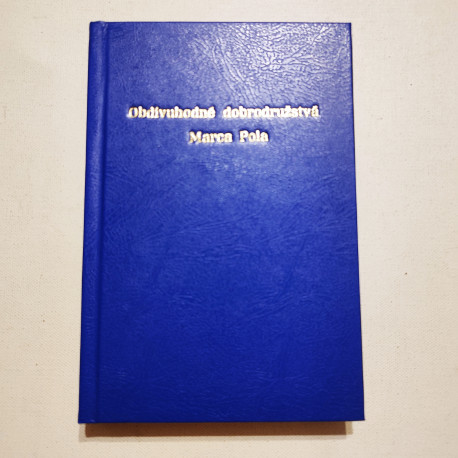 Obdivuhodné dobrodružstvá
Marca Pola